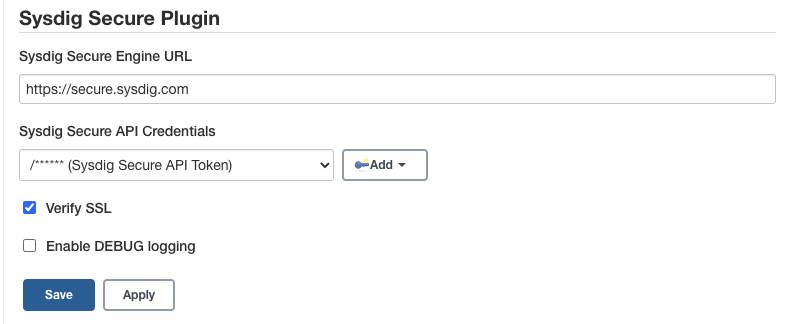 Sysdig Secure Plugin
Sysdig Secure Engine URL
https://secure.sysdig.com
Sysdig Secure API Credentials
/****** (Sysdig Secure API Token)
Add
Verify SSL
Enable DEBUG logging
Save
Apply